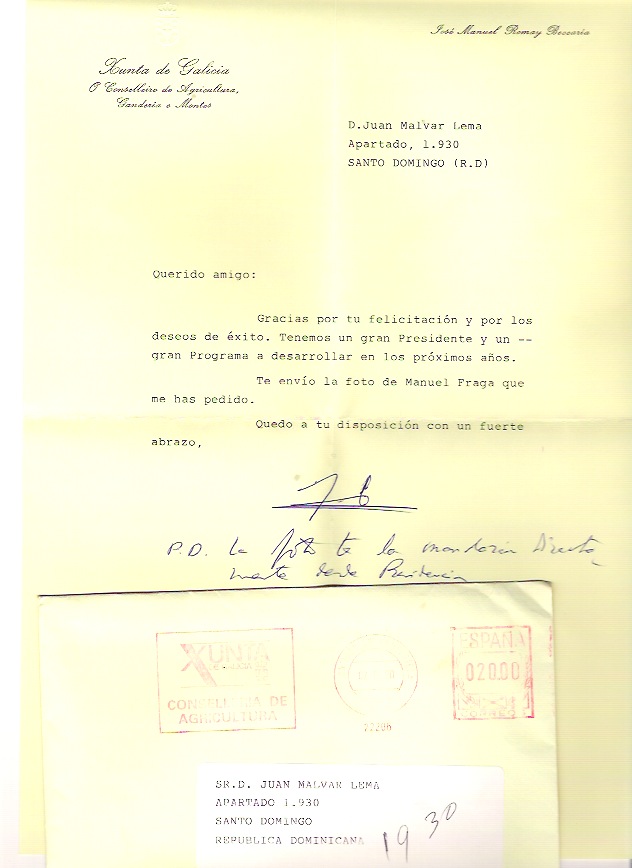 José Manuel Romay Beccaria
Xunta de Galicia
O Conselleiro de Agricultura,
Gandería e Montes
D.Juan Malvar Lema
Apartado, 1.930
SANTO DOMINGO (R.D)
Querido amigo:
Gracias por tu felicitación y por los
deseos de éxito. Tenemos un gran Presidente y un --
gran Programa a desarrollar en los próximos años.
Te envío la foto de Manuel Fraga que
me has pedido.
Quedo a tu disposición con un fuerte
abrazo,
P.D. La foto te la mandarán Directa
mente desde Presidencia
XUNTA
CONSELLERIA DE
AGRICULTURA
ESPAÑA
020.00
CORREOS
SR.D. JUAN MALVAR LEMA
APARTADO 1.930
SANTO DOMINGO
REPUBLICA DOMINICANA
1930